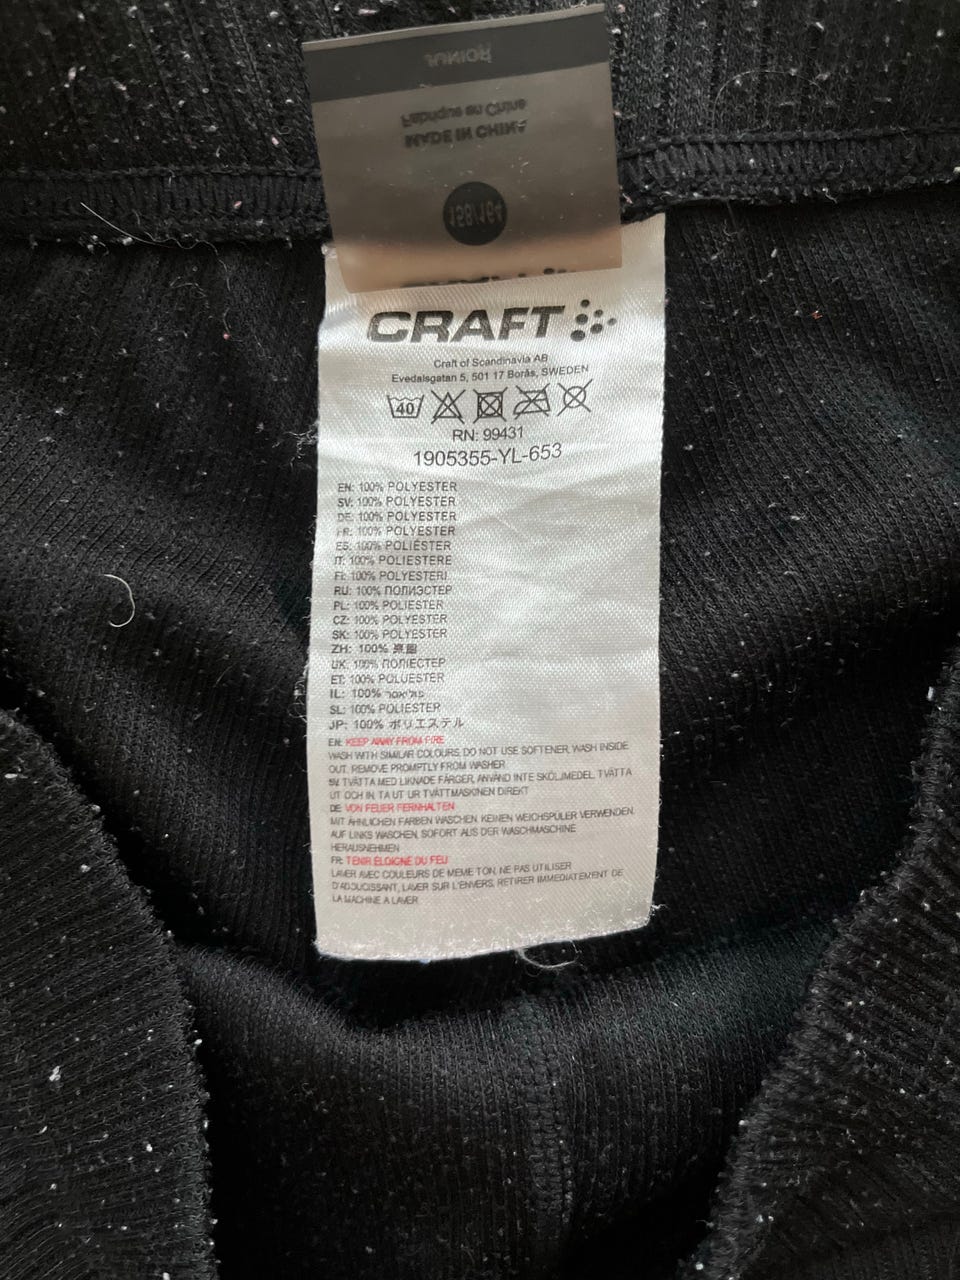 JUNIOR
Fabriqué en Chine
MADE IN CHINA
158/164
CRAFT
Craft of Scandinavia AB
Evedalsgatan 5, 501 17 Borås, SWEDEN
40
RN: 99431
1905355-YL-653
EN: 100% POLYESTER
SV: 100% POLYESTER
DE: 100% POLYESTER
FR: 100% POLYESTER
ES: 100% POLIÉSTER
IT: 100% POLIESTERE
FI: 100% POLYESTERI
RU: 100% ПОЛИЭСТЕР
PL: 100% POLIESTER
CZ: 100% POLYESTER
SK: 100% POLYESTER
ZH: 100%
UK: 100% ПОЛІЕСТЕР
ET: 100% POLUESTER
IL: 100% פוליאסטר
SL: 100% POLIESTER
JP: 100% ポリエステル
EN: KEEP AWAY FROM FIRE
WASH WITH SIMILAR COLOURS, DO NOT USE SOFTENER, WASH INSIDE
OUT. REMOVE PROMPTLY FROM WASHER
SV: TVÄTTA MED LIKNADE FÄRGER, ANVÄND INTE SKÖLJMEDEL, TVÄTTA
UT OCH IN, TA UT UR TVÄTTMASKINEN DIREKT
DE: VON FEUER FERNHALTEN
MIT ÄHNLICHEN FARBEN WASCHEN, KEINEN WEICHSPÜLER VERWENDEN,
AUF LINKS WASCHEN, SOFORT AUS DER WASCHMASCHINE
HERAUSNEHMEN
FR: TENIR ÉLOIGNÉ DU FEU
LAVER AVEC COULEURS DE MEME TON, NE PAS UTILISER
D'ADOUCISSANT, LAVER SUR L'ENVERS, RETIRER IMMEDIATEMENT DE
LA MACHINE A LAVER